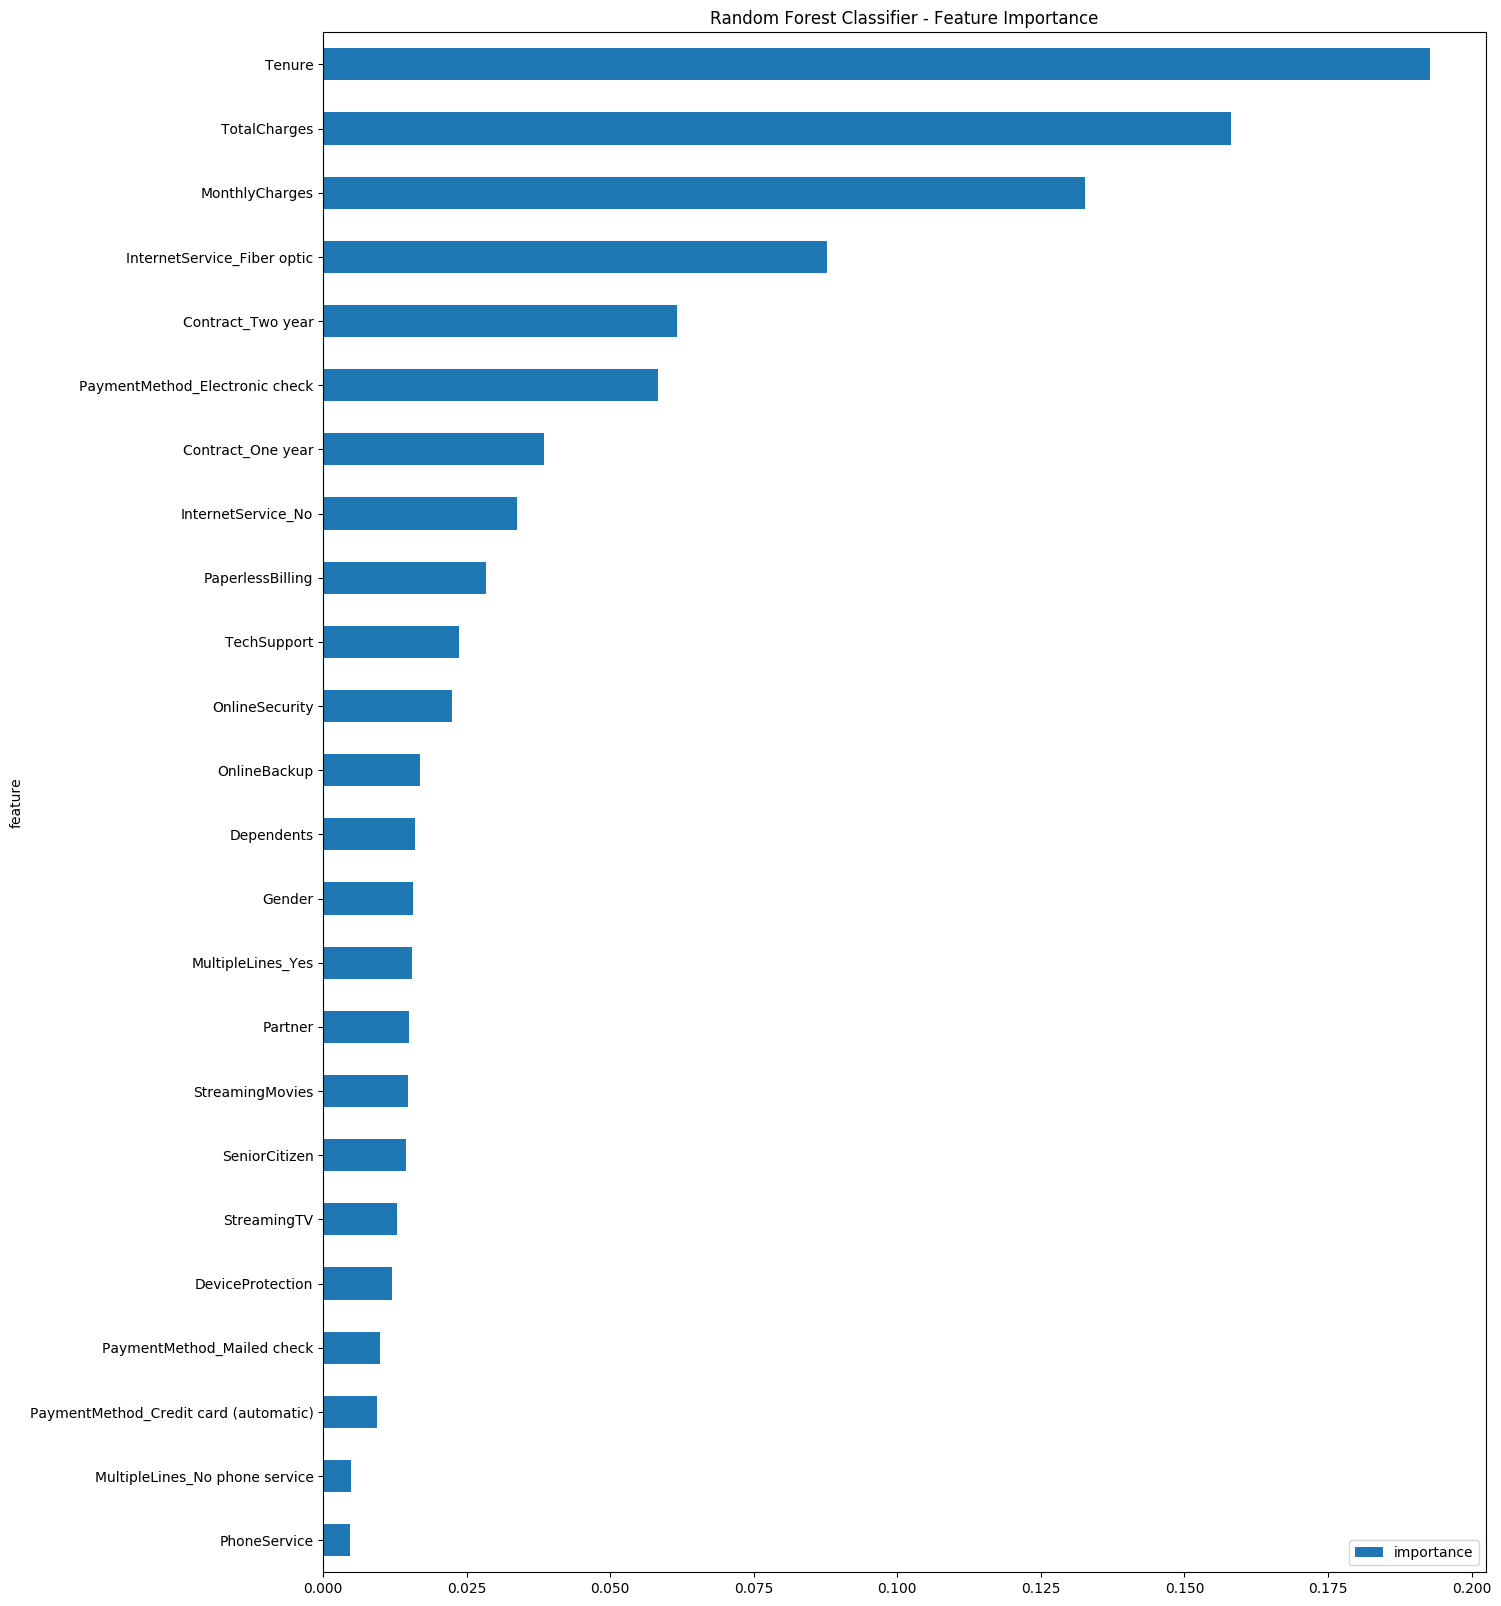 Random Forest Classifier - Feature Importance
Tenure
TotalCharges
MonthlyCharges
InternetService_Fiber optic
Contract_Two year
PaymentMethod_Electronic check
Contract_One year
InternetService_No
PaperlessBilling
TechSupport
OnlineSecurity
OnlineBackup
feature
Dependents
Gender
MultipleLines_Yes
Partner
StreamingMovies
SeniorCitizen
StreamingTV
DeviceProtection
PaymentMethod_Mailed check
PaymentMethod_Credit card (automatic)
MultipleLines_No phone service
PhoneService
importance
0.000 0.025 0.050 0.075 0.100 0.125 0.150 0.175 0.200